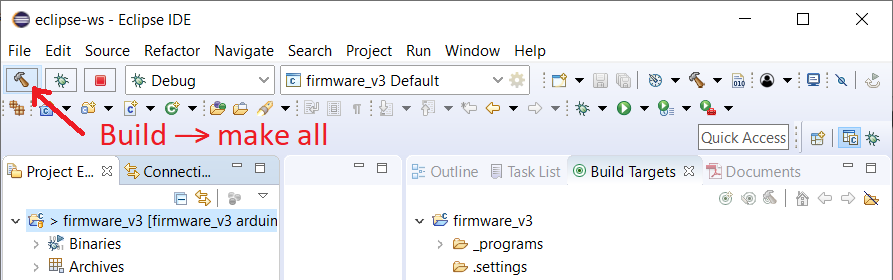 eclipse-ws - Eclipse IDE
File Edit Source Refactor Navigate Search Project Run Window Help
Debug firmware_v3 Default
010
Build --> make all
Quick Access
Project E... Connecti... Outline Task List Build Targets Documents
> firmware_v3 [firmware_v3 arduin firmware_v3
Binaries _programs
Archives .settings